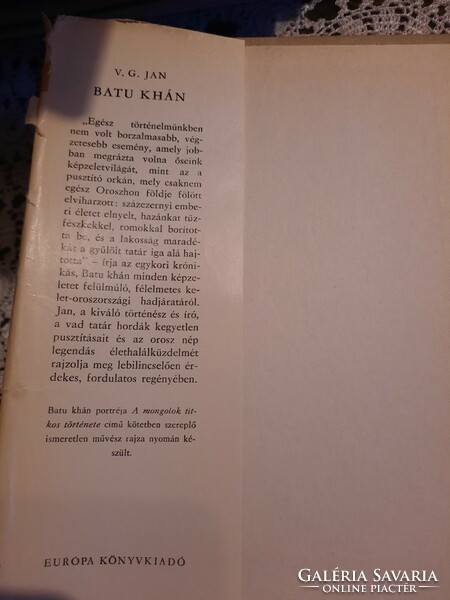 V. G. JAN
BATU KHÁN
„Egész történelmünkben
nem volt borzalmasabb, vég-
zetesebb esemény, amely job-
ban megrázta volna őseink
képzeletvilágát, mint az a
pusztító orkán, mely csaknem
egész Oroszhon földje fölött
elviharzott: százezernyi embe-
ri életet elnyelt, hazánkat tűz-
fészkekkel, romokkal borítot-
ta be, és a lakosság maradé-
kát a gyűlölt tatár iga alá haj-
totta" – írja az egykori króni-
kás, Batu khán minden képze-
letet felülmúló, félelmetes ke-
let-oroszországi hadjáratáról.
Jan, a kiváló történész és író,
a vad tatár hordák kegyetlen
pusztításait és az orosz nép
legendás élethalálküzdelmét
rajzolja meg lebilincselően ér-
dekes, fordulatos regényében.
Batu khán portréja A mongolok tit-
kos története című kötetben szereplő
ismeretlen művész rajza nyomán ké-
szült.
EURÓPA KÖNYVKIADÓ
GALÉRIA SAVARIA
ONLINE PIACTÉR